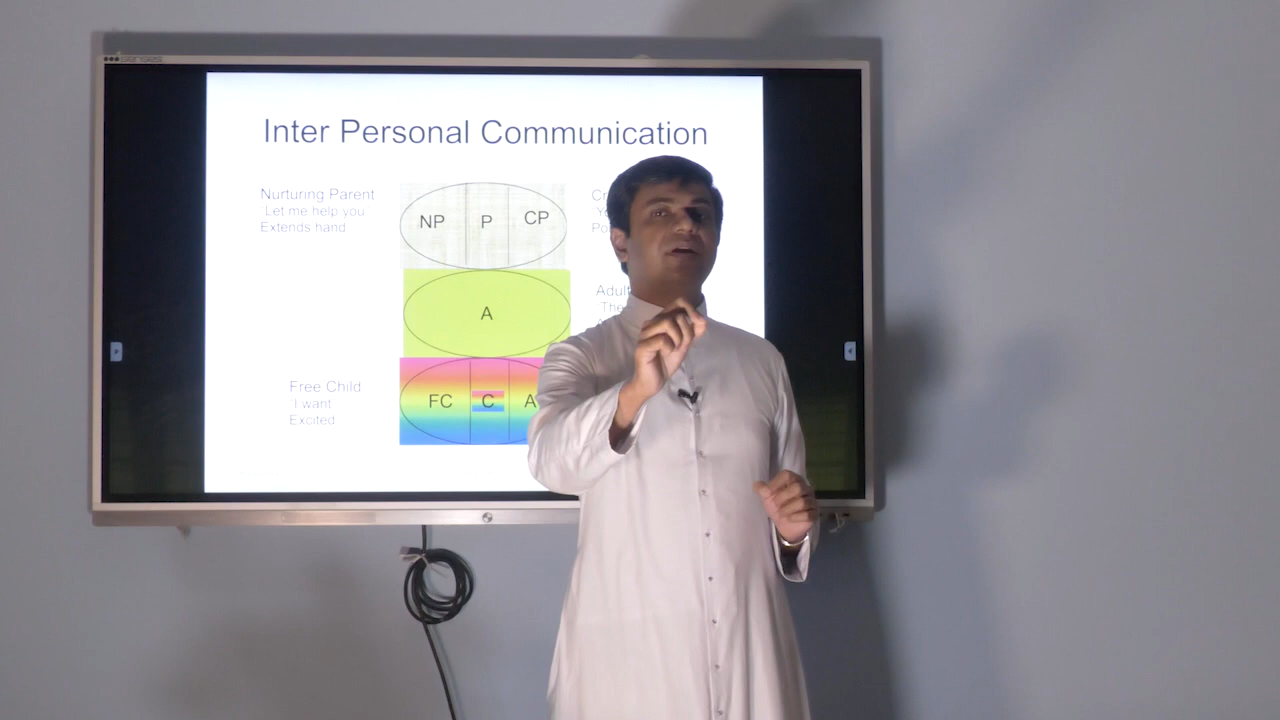 Inter Personal Communication
Nurturing Parent
'Let me help you
Extends hand
NP P CP
A
FC C A
Free Child
'I want
Excited